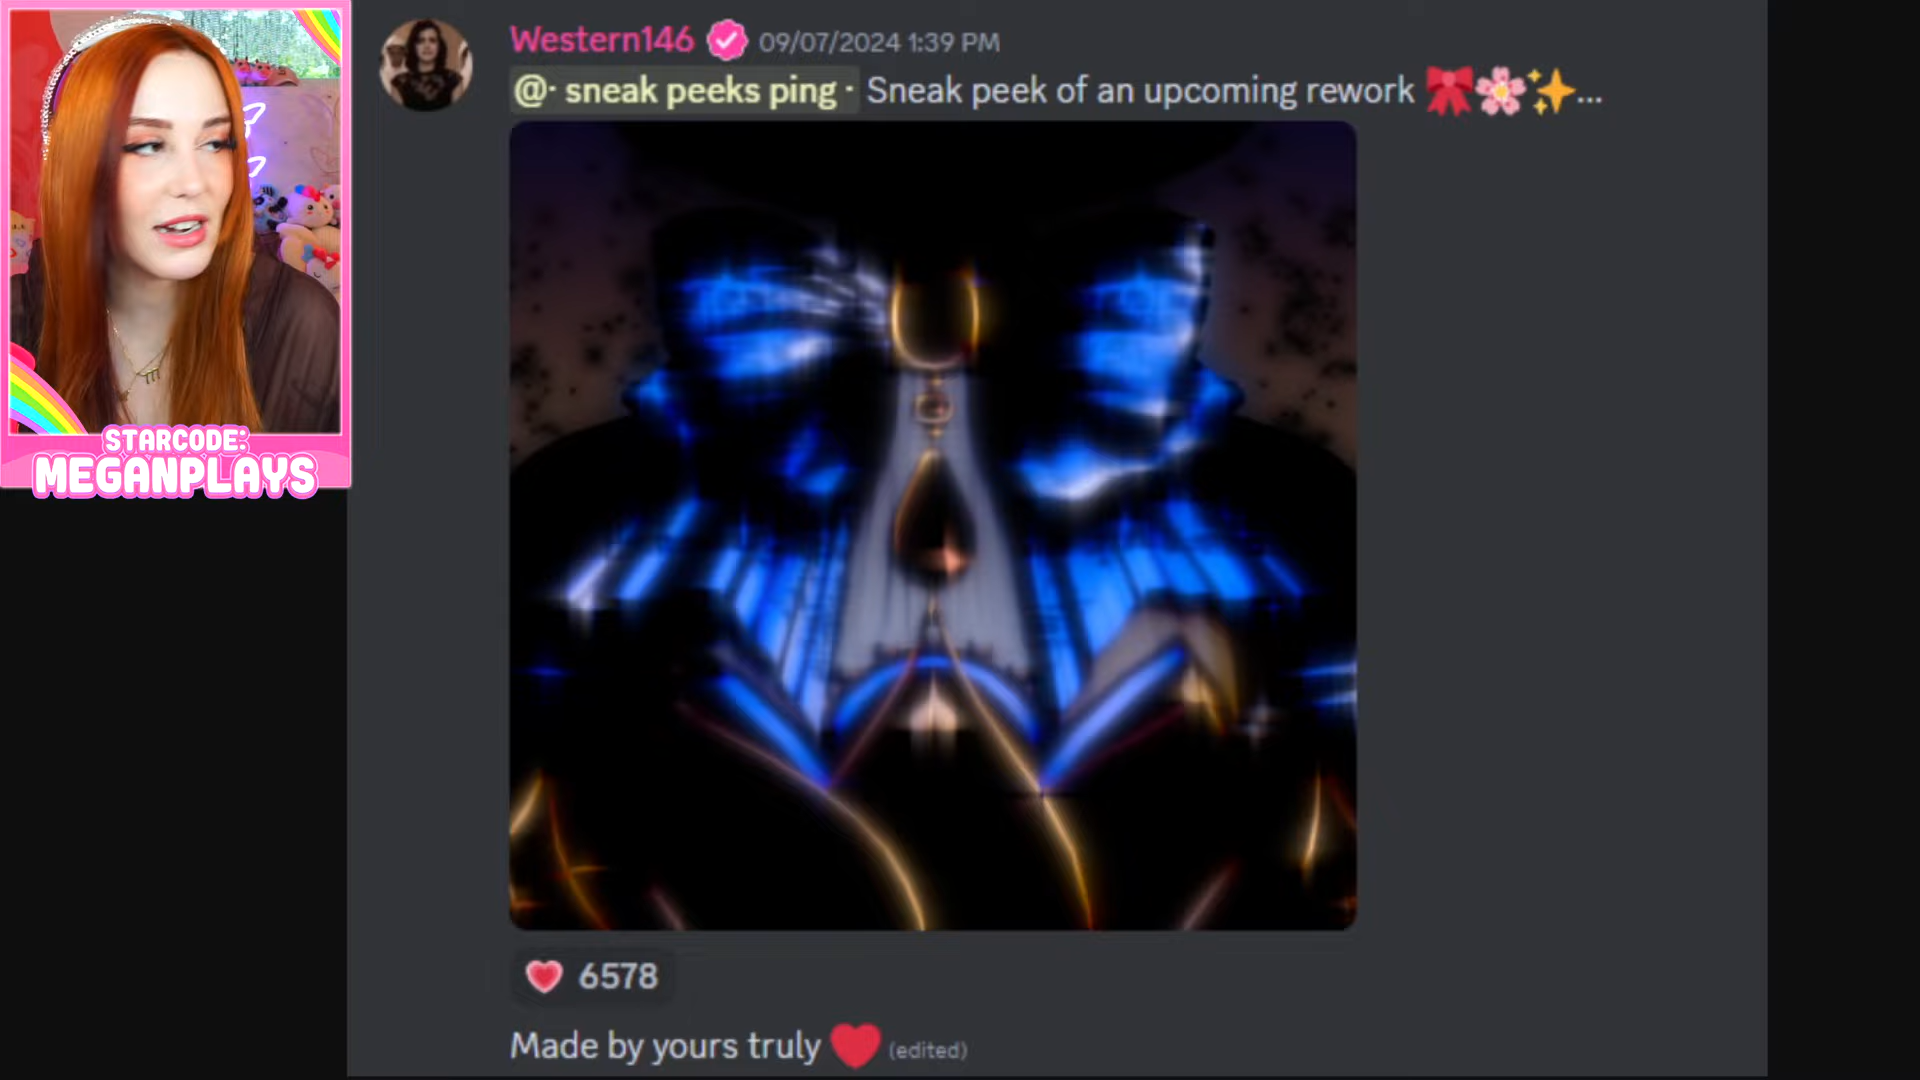 Western146 09/07/2024 1:39 PM
@· sneak peeks ping · Sneak peek of an upcoming rework 🎀🌸✨...
❤️ 6578
Made by yours truly ❤️ (edited)
STARCODE:
MEGANPLAYS